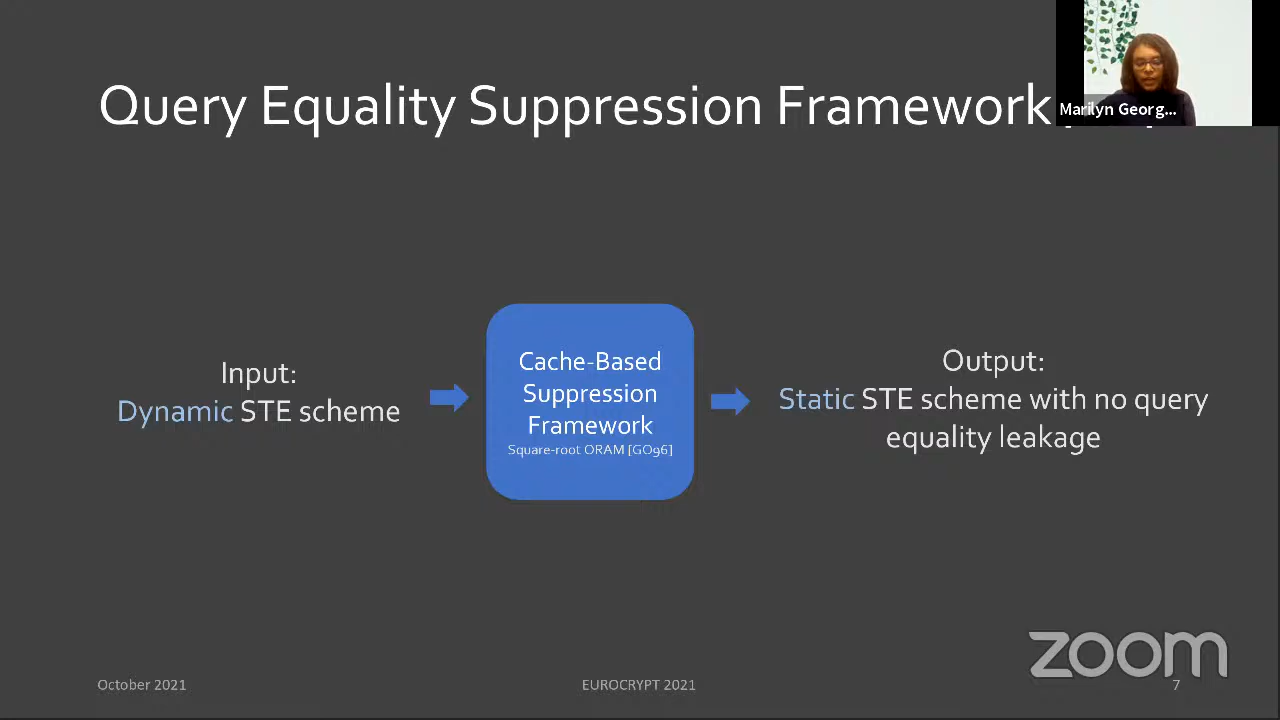 Query Equality Suppression Framework
Marilyn Georg...
Input:
Dynamic STE scheme
Cache-Based
Suppression
Framework
Square-root ORAM [GO96]
Output:
Static STE scheme with no query
equality leakage
zoom
October 2021
EUROCRYPT 2021
7